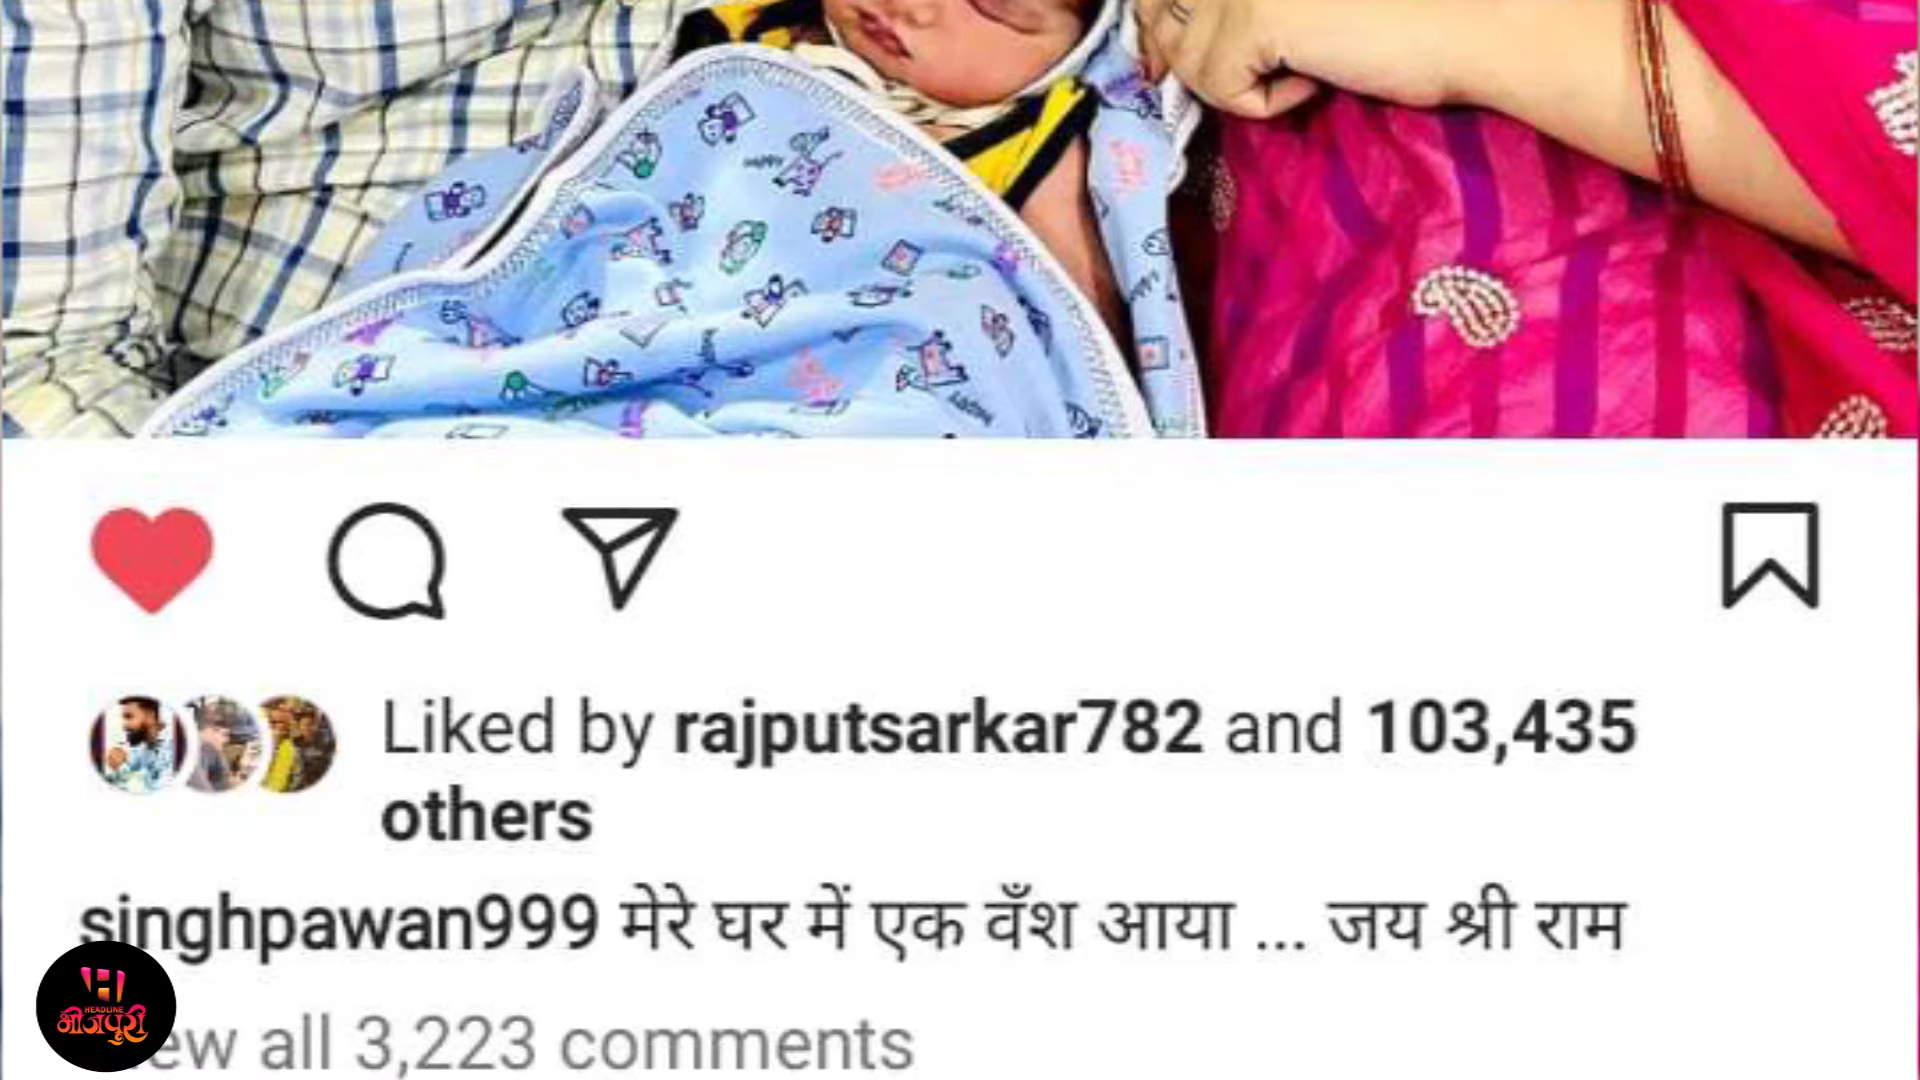 Liked by rajputsarkar782 and 103,435
others
singhpawan999 मेरे घर में एक वँश आया ... जय श्री राम
ew all 3,223 comments
HEADLINE
भोजपुरी